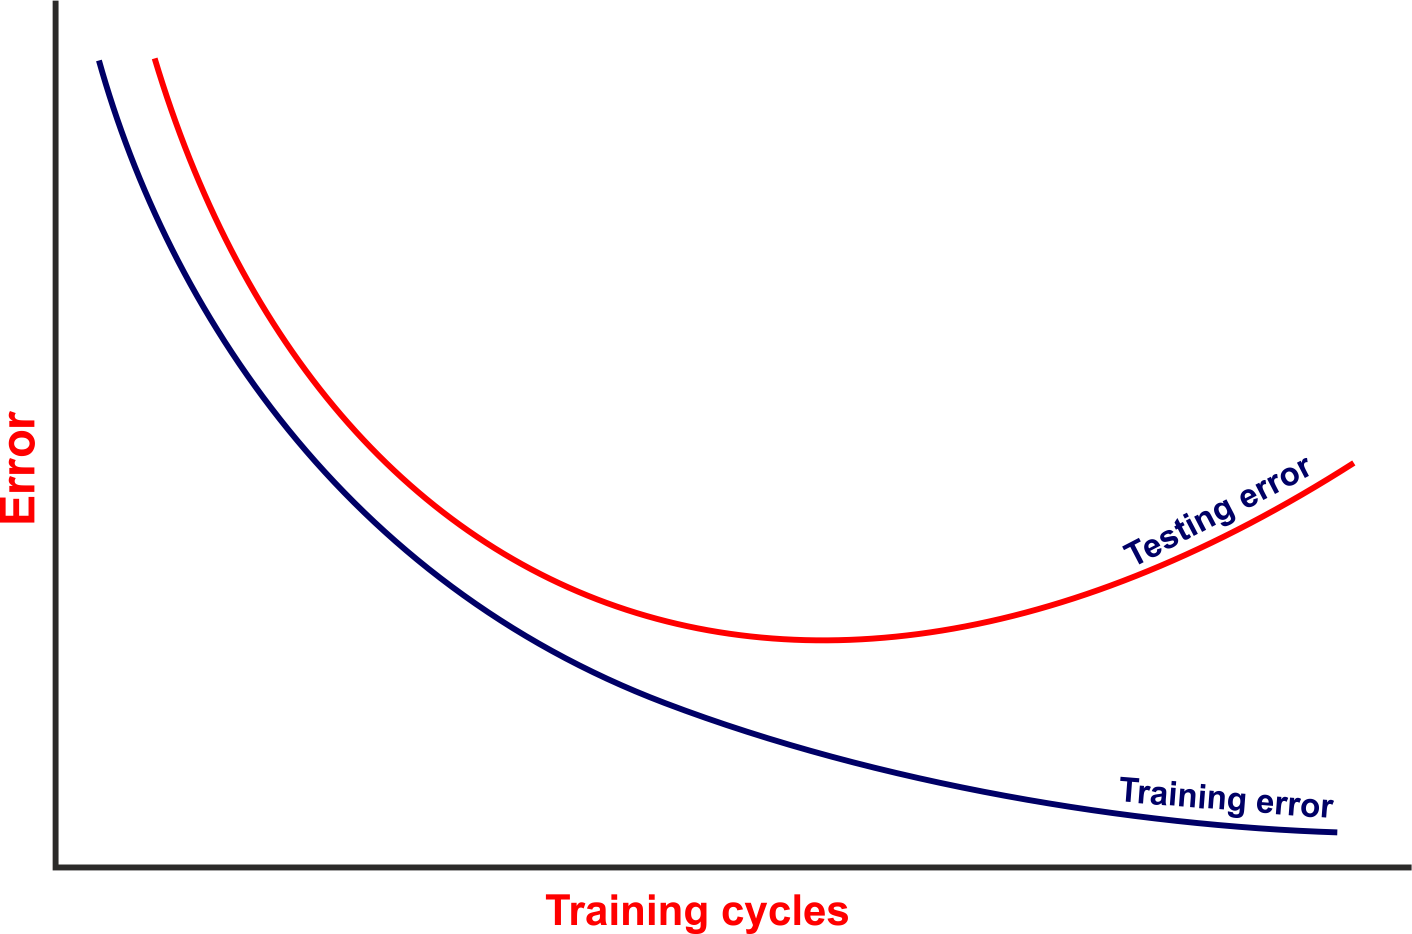 Error
Testing error
Training error
Training cycles